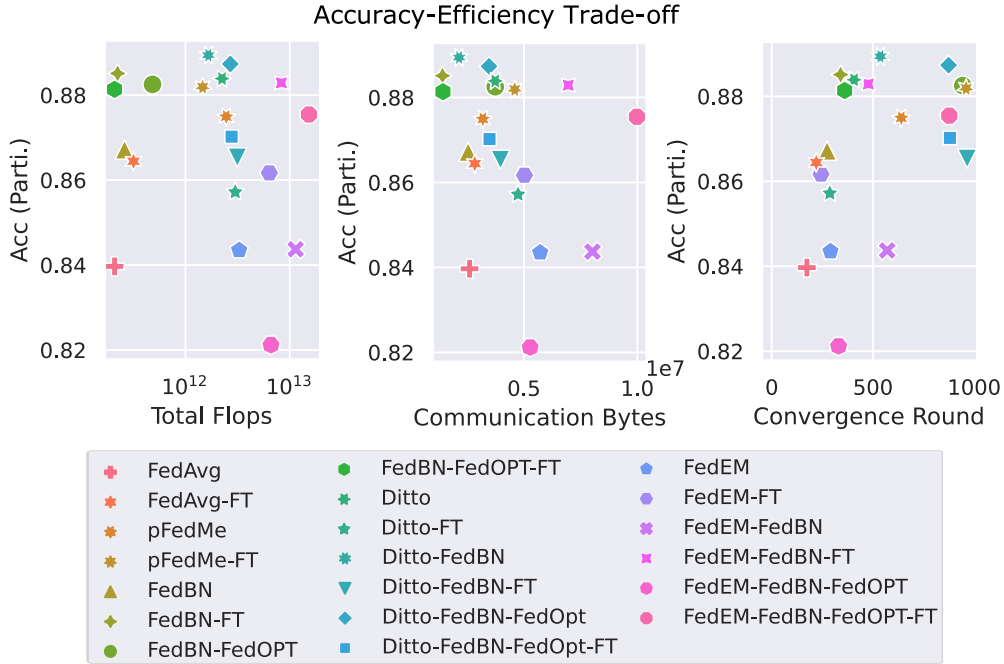 Accuracy-Efficiency Trade-off
Acc (Parti.)
0.88
0.86
0.84
0.82
10^12
10^13
Total Flops
Acc (Parti.)
0.88
0.86
0.84
0.82
0.5
1.0
1e7
Communication Bytes
Acc (Parti.)
0.88
0.86
0.84
0.82
0
500
1000
Convergence Round
FedAvg
FedAvg-FT
pFedMe
pFedMe-FT
FedBN
FedBN-FT
FedBN-FedOPT
FedBN-FedOPT-FT
Ditto
Ditto-FT
Ditto-FedBN
Ditto-FedBN-FT
Ditto-FedBN-FedOpt
Ditto-FedBN-FedOpt-FT
FedEM
FedEM-FT
FedEM-FedBN
FedEM-FedBN-FT
FedEM-FedBN-FedOPT
FedEM-FedBN-FedOPT-FT